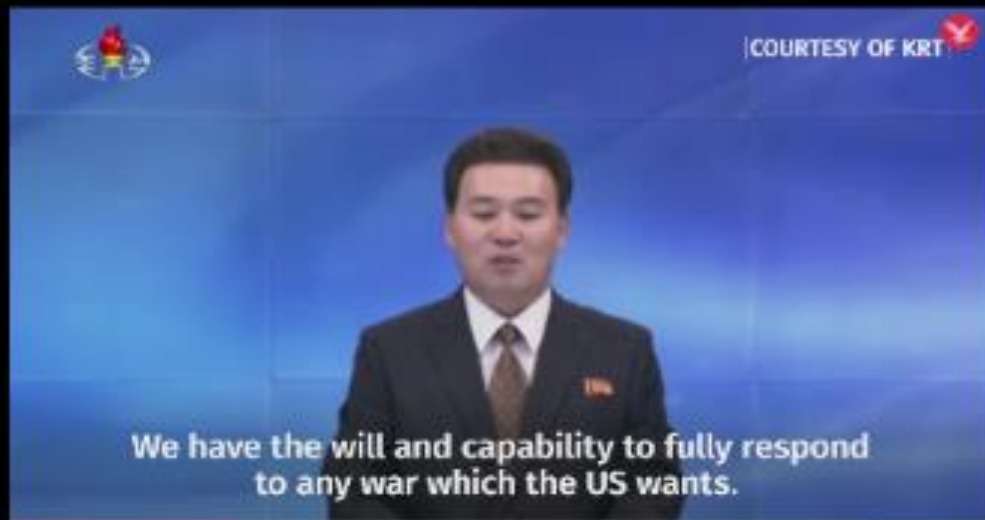 COURTESY OF KRT
We have the will and capability to fully respond
to any war which the US wants.